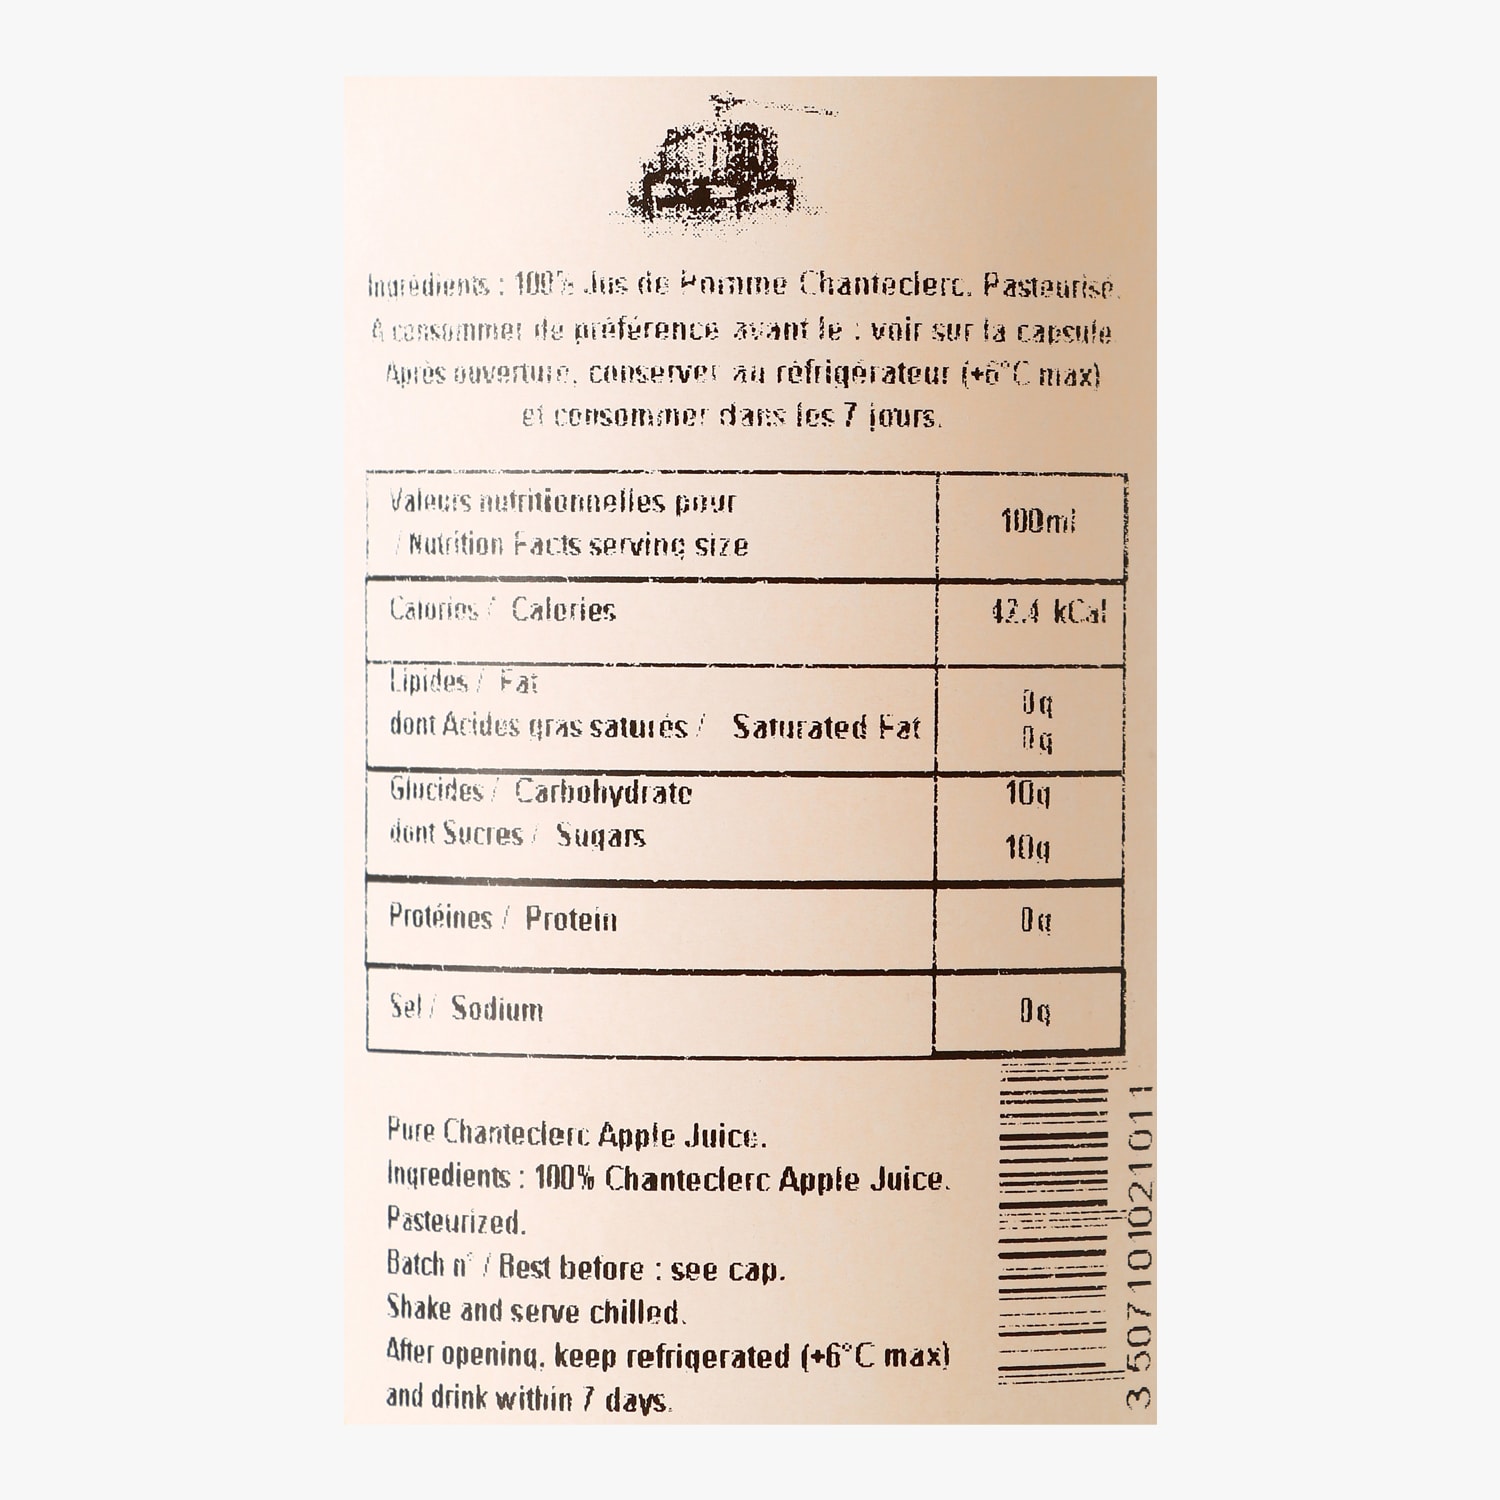 Ingrédients : 100% Jus de Pomme Chanteclerc. Pasteurisé.
A consommer de préférence avant le : voir sur la capsule.
Après ouverture, conserver au réfrigérateur (+6°C max)
et consommer dans les 7 jours.
Valeurs nutritionnelles pour
/ Nutrition Facts serving size
100ml
Calories / Calories 42.4 kCal
Lipides / Fat 0g
dont Acides gras saturés / Saturated Fat 0g
Glucides / Carbohydrate 10g
dont Sucres / Sugars 10g
Protéines / Protein 0g
Sel / Sodium 0g
Pure Chanteclerc Apple Juice.
Ingredients : 100% Chanteclerc Apple Juice.
Pasteurized.
Batch n° / Best before : see cap.
Shake and serve chilled.
After opening, keep refrigerated (+6°C max)
and drink within 7 days.
3 507101 021011